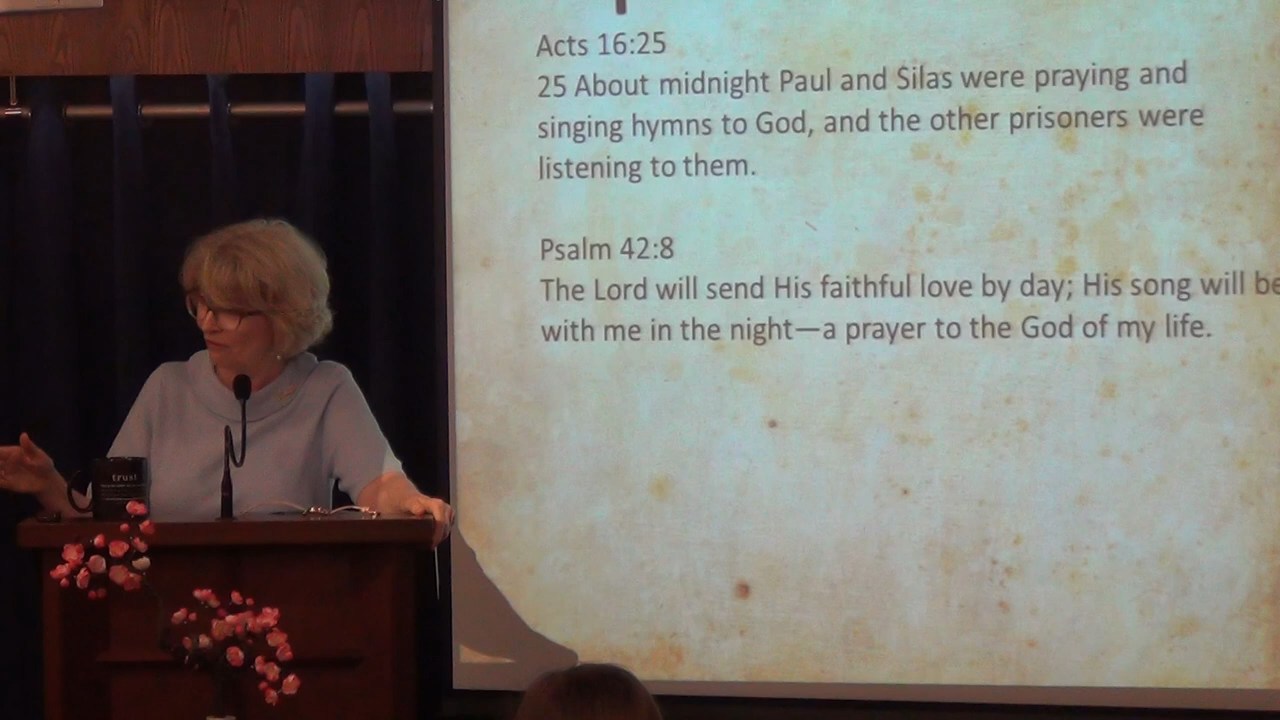 Acts 16:25
25 About midnight Paul and Silas were praying and
singing hymns to God, and the other prisoners were
listening to them.
Psalm 42:8
The Lord will send His faithful love by day; His song will be
with me in the night—a prayer to the God of my life.
trust